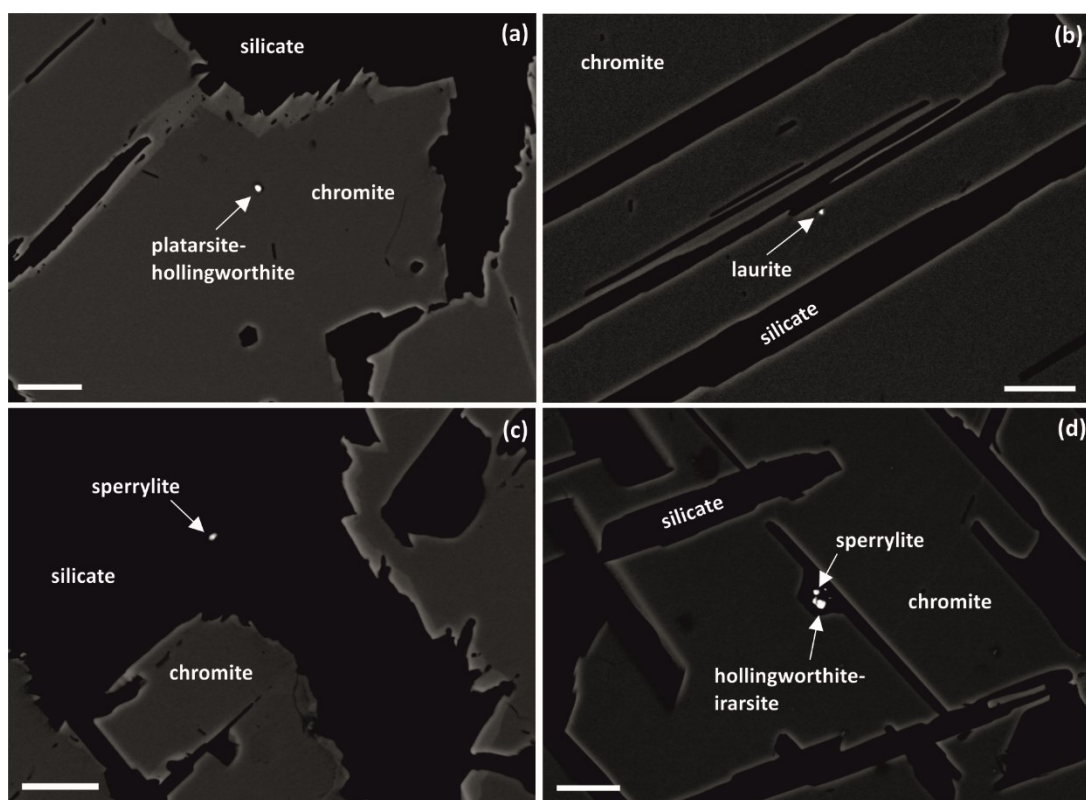 (a)
silicate
chromite
platarsite-
hollingworthite
(b)
chromite
laurite
silicate
(c)
sperrylite
silicate
chromite
(d)
silicate
sperrylite
chromite
hollingworthite-
irarsite